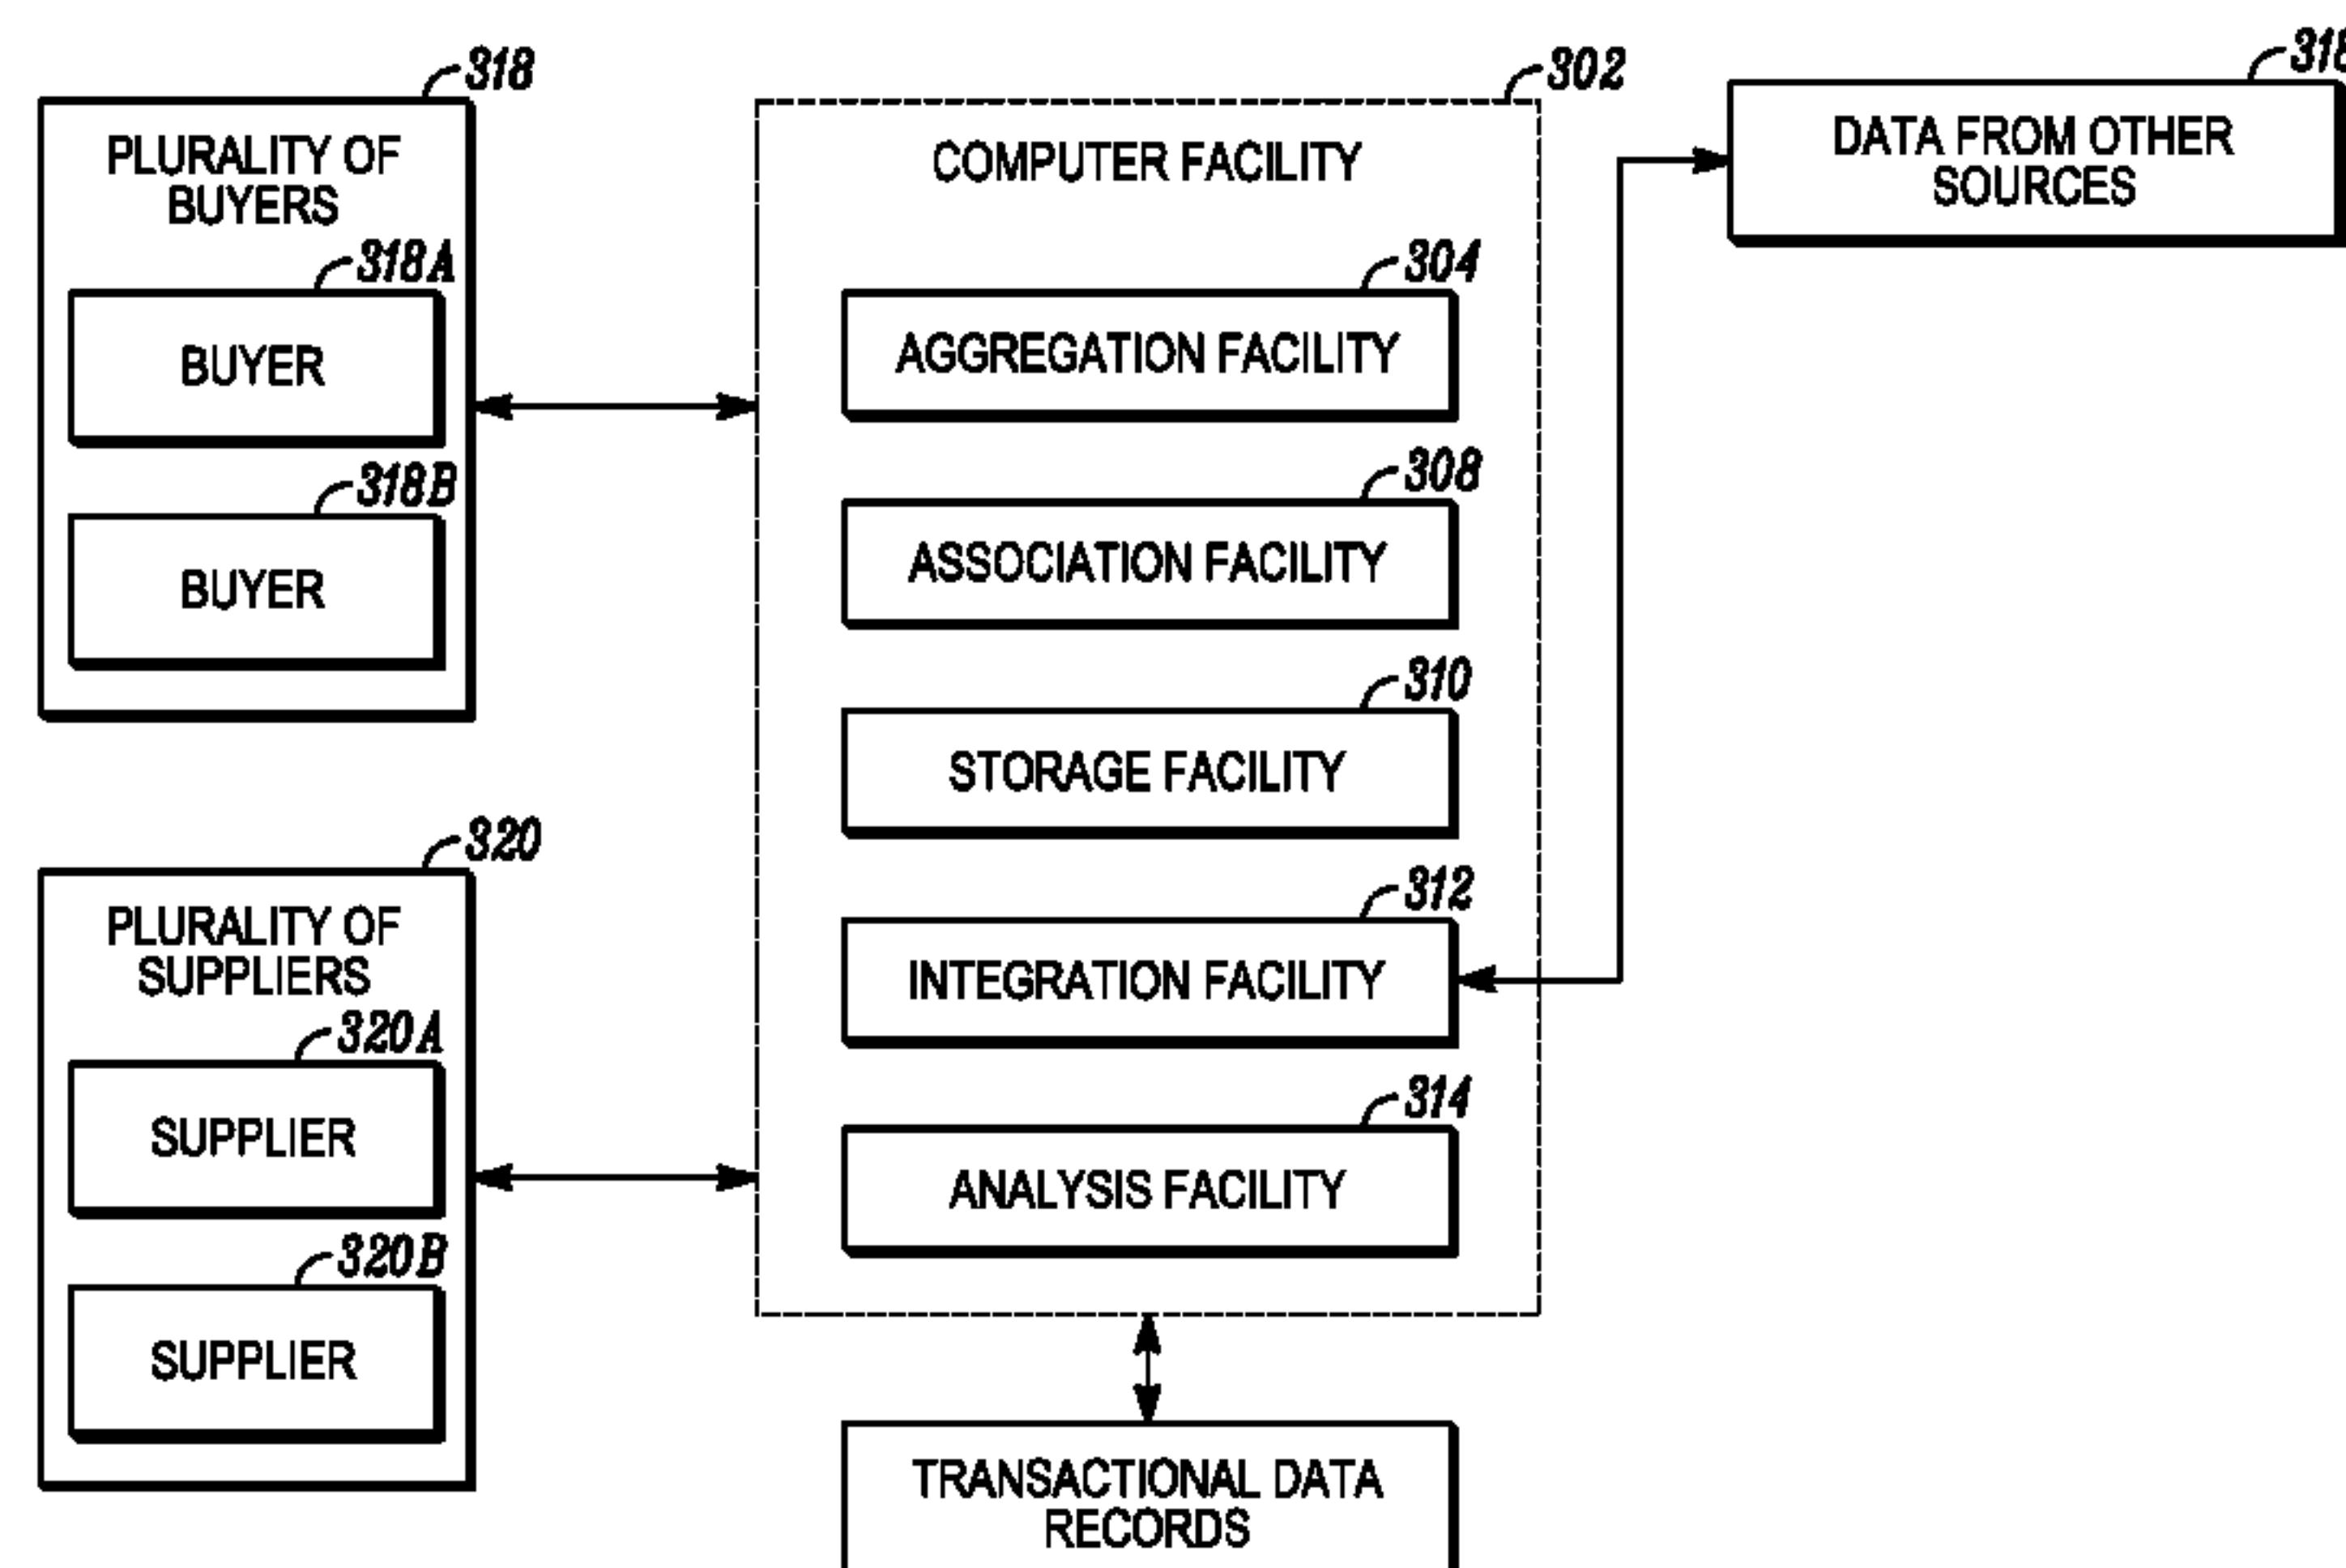 318
PLURALITY OF
BUYERS
318A
BUYER
318B
BUYER
320
PLURALITY OF
SUPPLIERS
320A
SUPPLIER
320B
SUPPLIER
302
COMPUTER FACILITY
304
AGGREGATION FACILITY
308
ASSOCIATION FACILITY
310
STORAGE FACILITY
312
INTEGRATION FACILITY
314
ANALYSIS FACILITY
TRANSACTIONAL DATA
RECORDS
DATA FROM OTHER
SOURCES